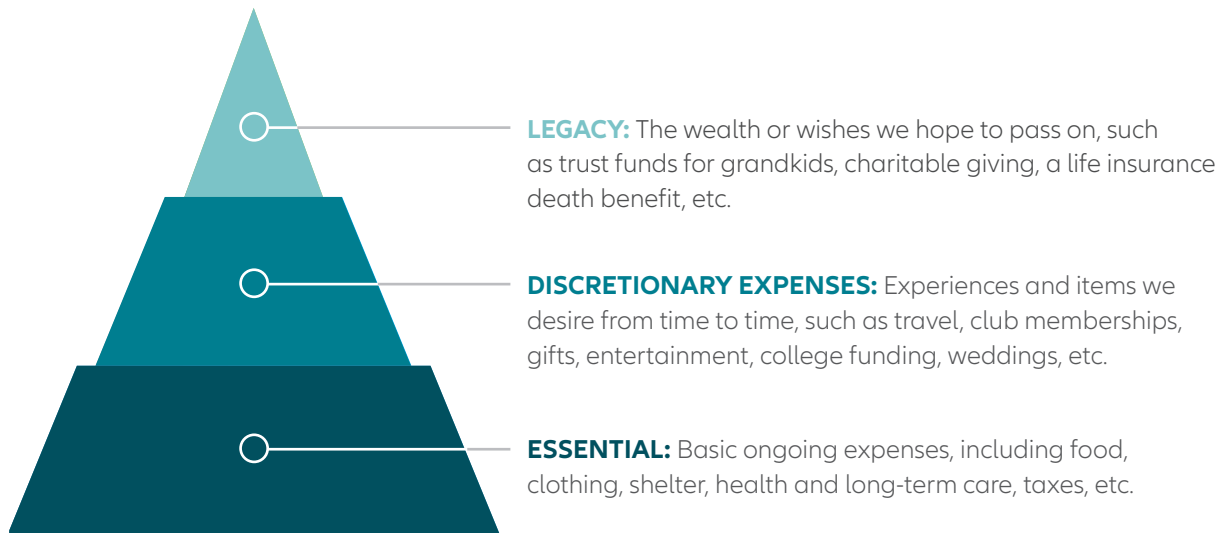 LEGACY: The wealth or wishes we hope to pass on, such
as trust funds for grandkids, charitable giving, a life insurance
death benefit, etc.
DISCRETIONARY EXPENSES: Experiences and items we
desire from time to time, such as travel, club memberships,
gifts, entertainment, college funding, weddings, etc.
ESSENTIAL: Basic ongoing expenses, including food,
clothing, shelter, health and long-term care, taxes, etc.